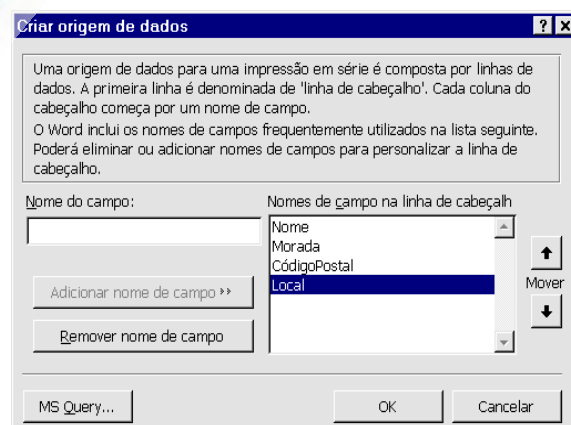 Criar origem de dados
Uma origem de dados para uma impressão em série é composta por linhas de
dados. A primeira linha é denominada de 'linha de cabeçalho'. Cada coluna do
cabeçalho começa por um nome de campo.
O Word inclui os nomes de campos frequentemente utilizados na lista seguinte.
Poderá eliminar ou adicionar nomes de campos para personalizar a linha de
cabeçalho.
Nome do campo:
Nomes de campo na linha de cabeçalh
Nome
Morada
CódigoPostal
Local
Adicionar nome de campo ››
Remover nome de campo
Mover
MS Query...
OK
Cancelar